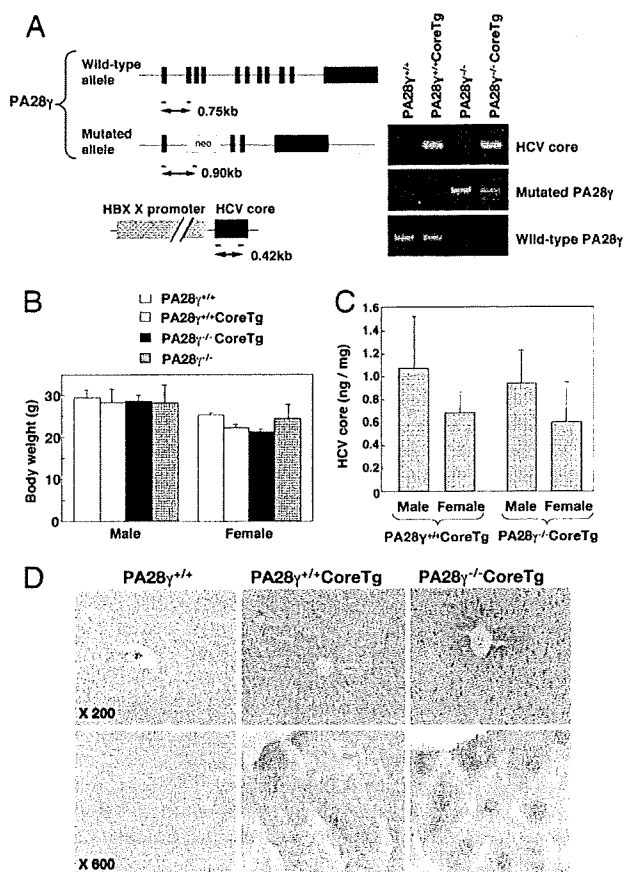 A
PA28γ
Wild-type allele
0.75kb
Mutated allele
neo
0.90kb
HBX X promoter
HCV core
0.42kb
PA28γ+/+
PA28γ+/+CoreTg
PA28γ-/-
PA28γ-/-CoreTg
HCV core
Mutated PA28γ
Wild-type PA28γ
B
PA28γ+/+
PA28γ+/+CoreTg
PA28γ-/-CoreTg
PA28γ-/-
Body weight (g)
30
20
10
0
Male
Female
C
HCV core (ng / mg)
1.6
1.4
1.2
1.0
0.8
0.6
0.4
0.2
0
Male Female Male Female
PA28γ+/+CoreTg PA28γ-/-CoreTg
D
PA28γ+/+
PA28γ+/+CoreTg
PA28γ-/-CoreTg
X 200
X 600